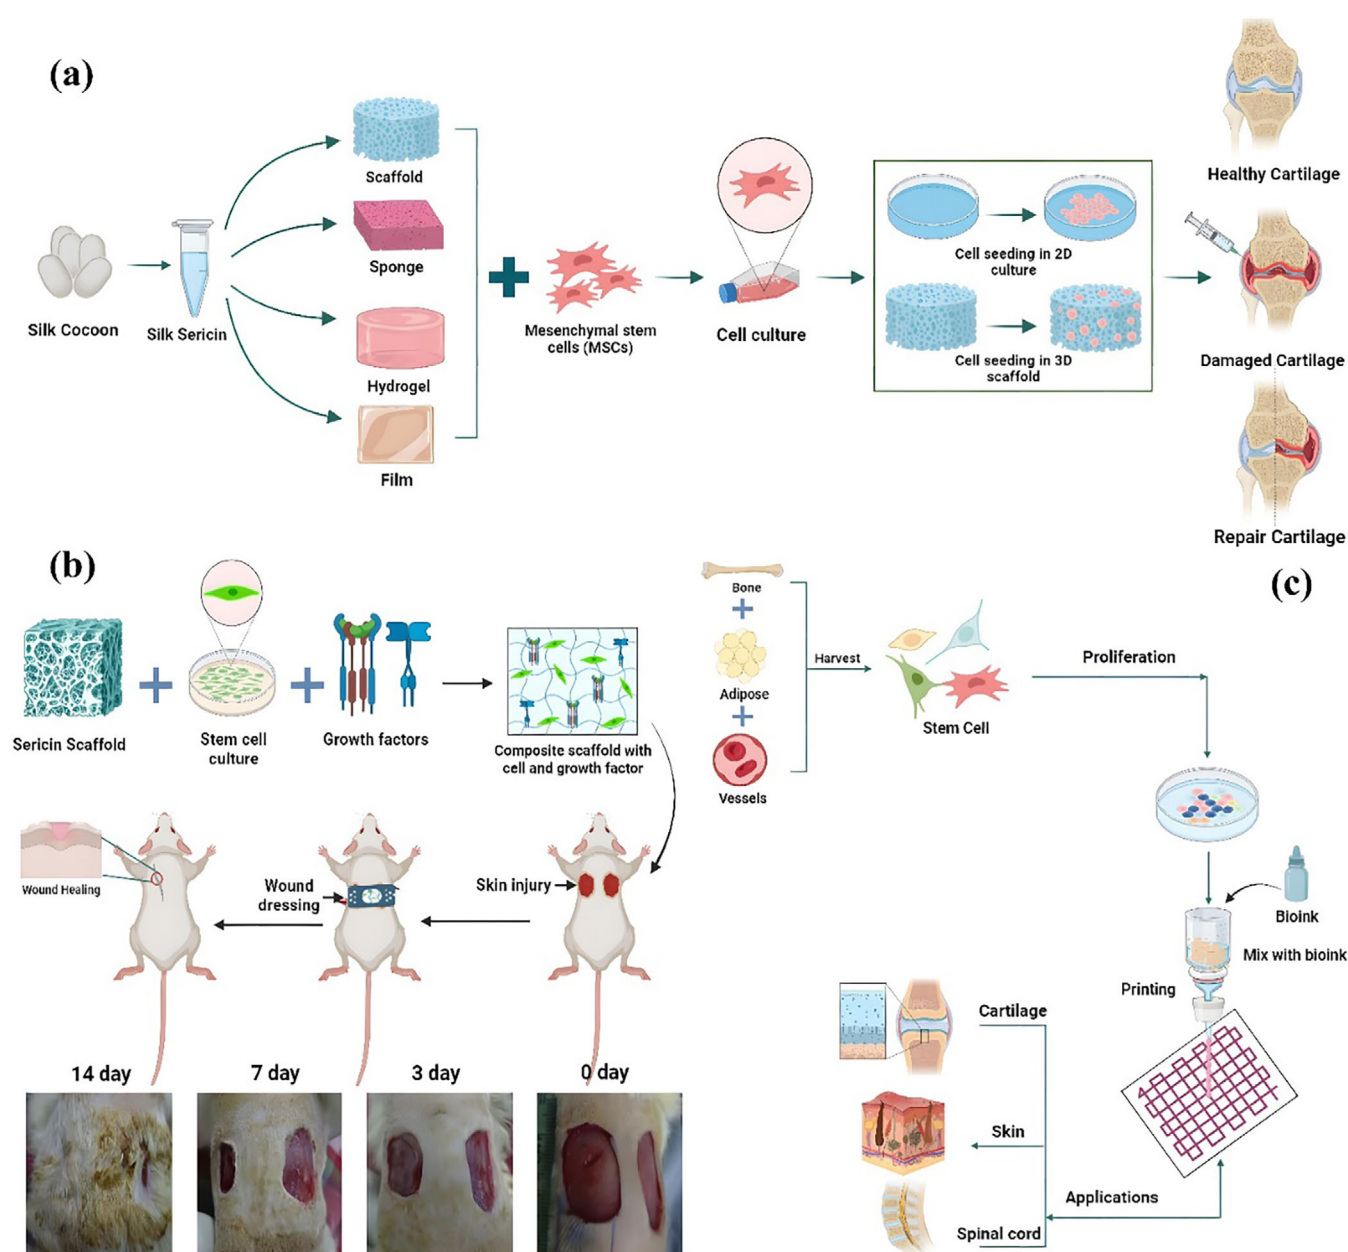 (a)
Scaffold
Sponge
Hydrogel
Film
Silk Cocoon
Silk Sericin
Mesenchymal stem
cells (MSCs)
Cell culture
Cell seeding in 2D
culture
Cell seeding in 3D
scaffold
Healthy Cartilage
Damaged Cartilage
Repair Cartilage
(b)
Sericin Scaffold
Stem cell
culture
Growth factors
Composite scaffold with
cell and growth factor
Wound Healing
Wound
dressing
Skin injury
14 day
7 day
3 day
0 day
(c)
Bone
Adipose
Vessels
Harvest
Stem Cell
Proliferation
Bioink
Mix with bioink
Printing
Cartilage
Skin
Applications
Spinal cord